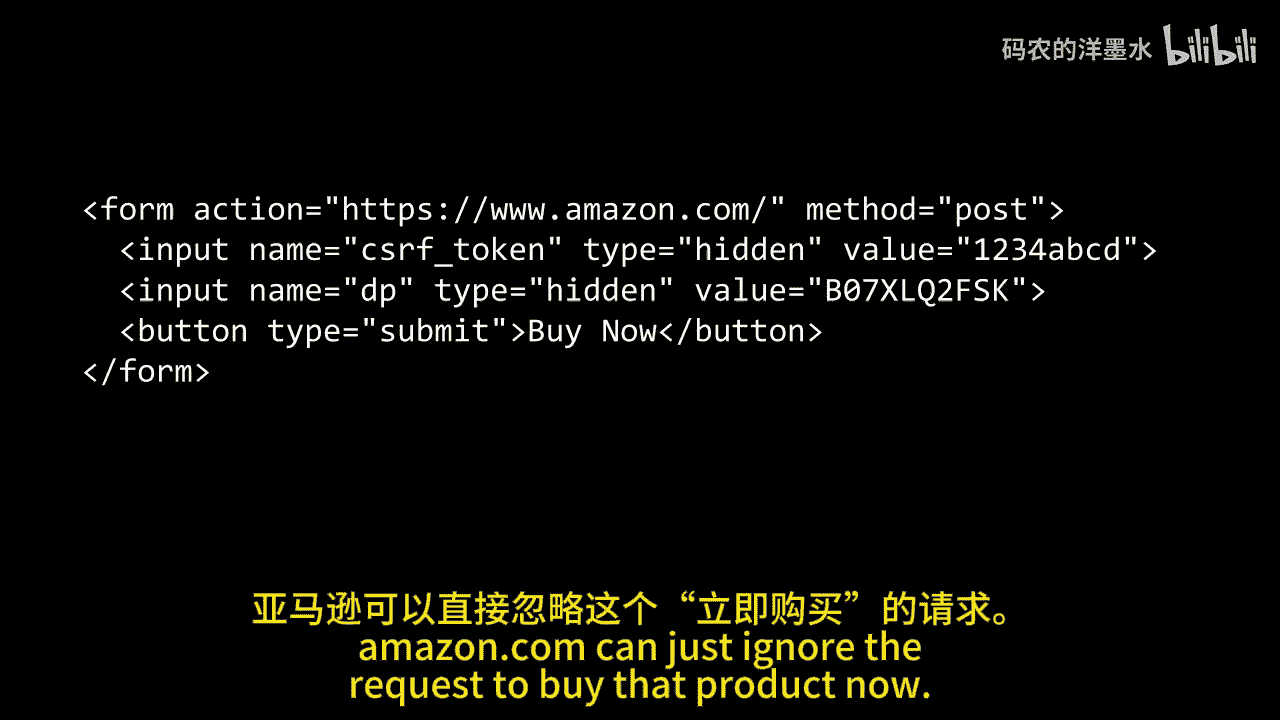 码农的洋墨水 bilibili
<form action="https://www.amazon.com/" method="post">
  <input name="csrf_token" type="hidden" value="1234abcd">
  <input name="dp" type="hidden" value="B07XLQ2FSK">
  <button type="submit">Buy Now</button>
</form>
亚马逊可以直接忽略这个“立即购买”的请求。
amazon.com can just ignore the
request to buy that product now.